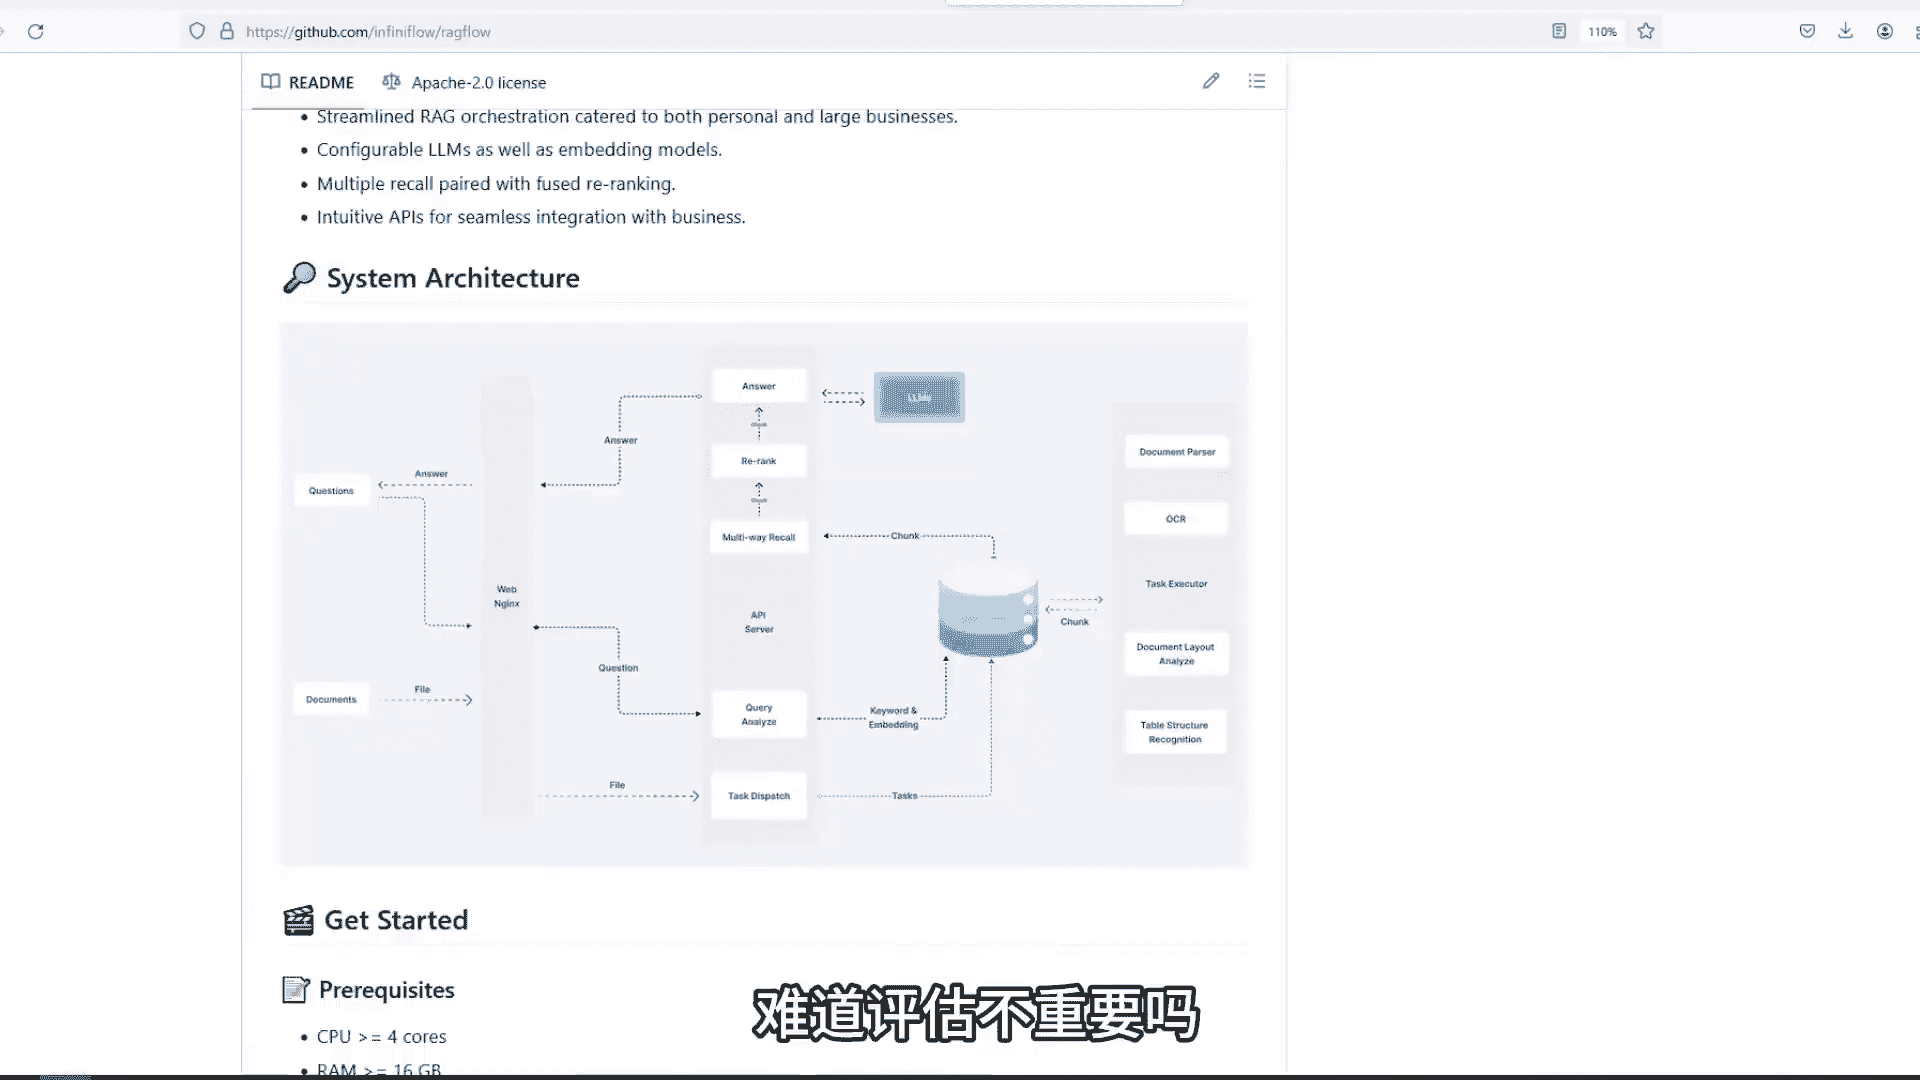 https://github.com/infiniflow/ragflow
110%
README
Apache-2.0 license
Streamlined RAG orchestration catered to both personal and large businesses.
Configurable LLMs as well as embedding models.
Multiple recall paired with fused re-ranking.
Intuitive APIs for seamless integration with business.
🔎 System Architecture
Answer
LLMs
Chunk
Answer
Re-rank
Document Parser
Answer
Questions
Chunk
OCR
Multi-way Recall
Chunk
Task Executor
Web
Nginx
API
Server
Chunk
Document Layout
Analyze
Question
File
Documents
Query
Analyze
Keyword &
Embedding
Table Structure
Recognition
File
Task Dispatch
Tasks
🎬 Get Started
📝 Prerequisites
CPU >= 4 cores
RAM >= 16 GB
难道评估不重要吗